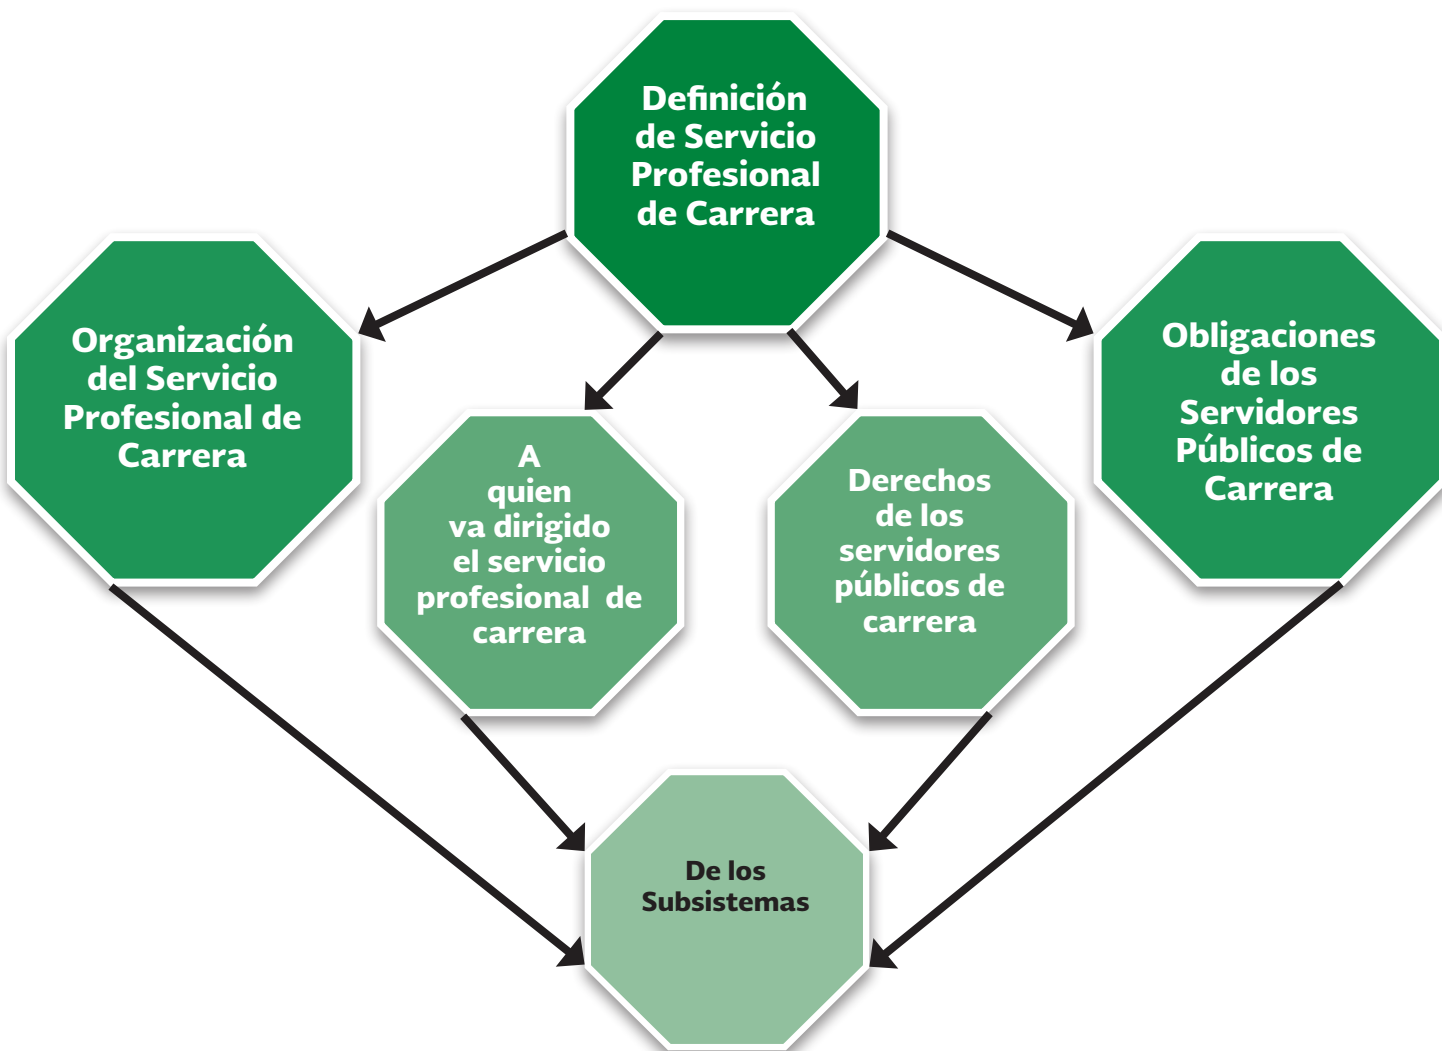 Definición
de Servicio
Profesional
de Carrera
Organización
del Servicio
Profesional de
Carrera
A
quien
va dirigido
el servicio
profesional de
carrera
Derechos
de los
servidores
públicos de
carrera
Obligaciones
de los
Servidores
Públicos de
Carrera
De los
Subsistemas